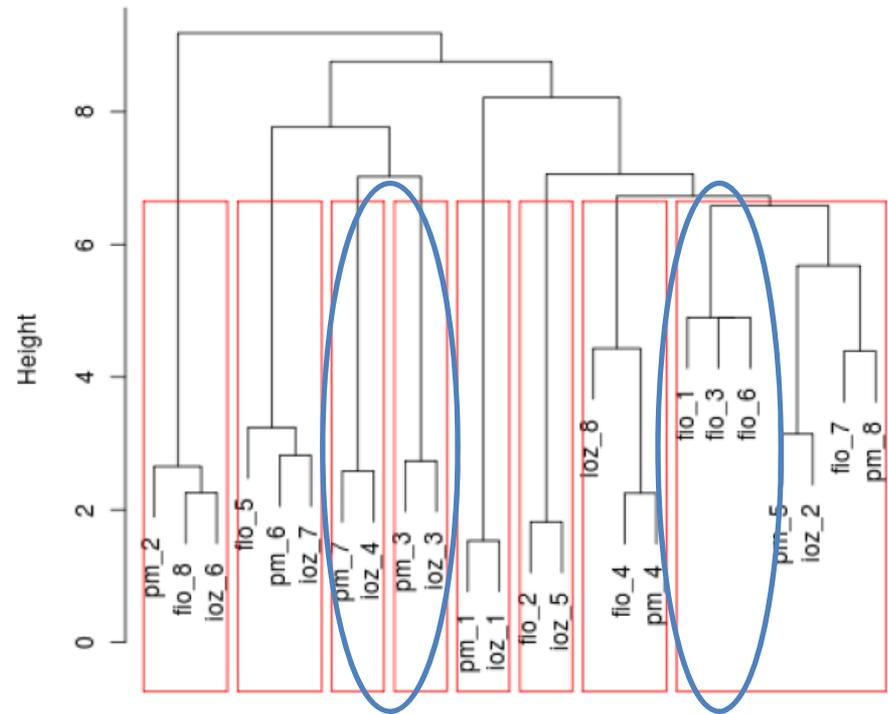 Height
8
6
4
2
0
pm_2
fio_8
ioz_6
fio_5
pm_6
ioz_7
pm_7
ioz_4
pm_3
ioz_3
pm_1
ioz_1
fio_2
ioz_5
ioz_8
fio_4
pm_4
fio_1
fio_3
fio_6
pm_5
ioz_2
fio_7
pm_8